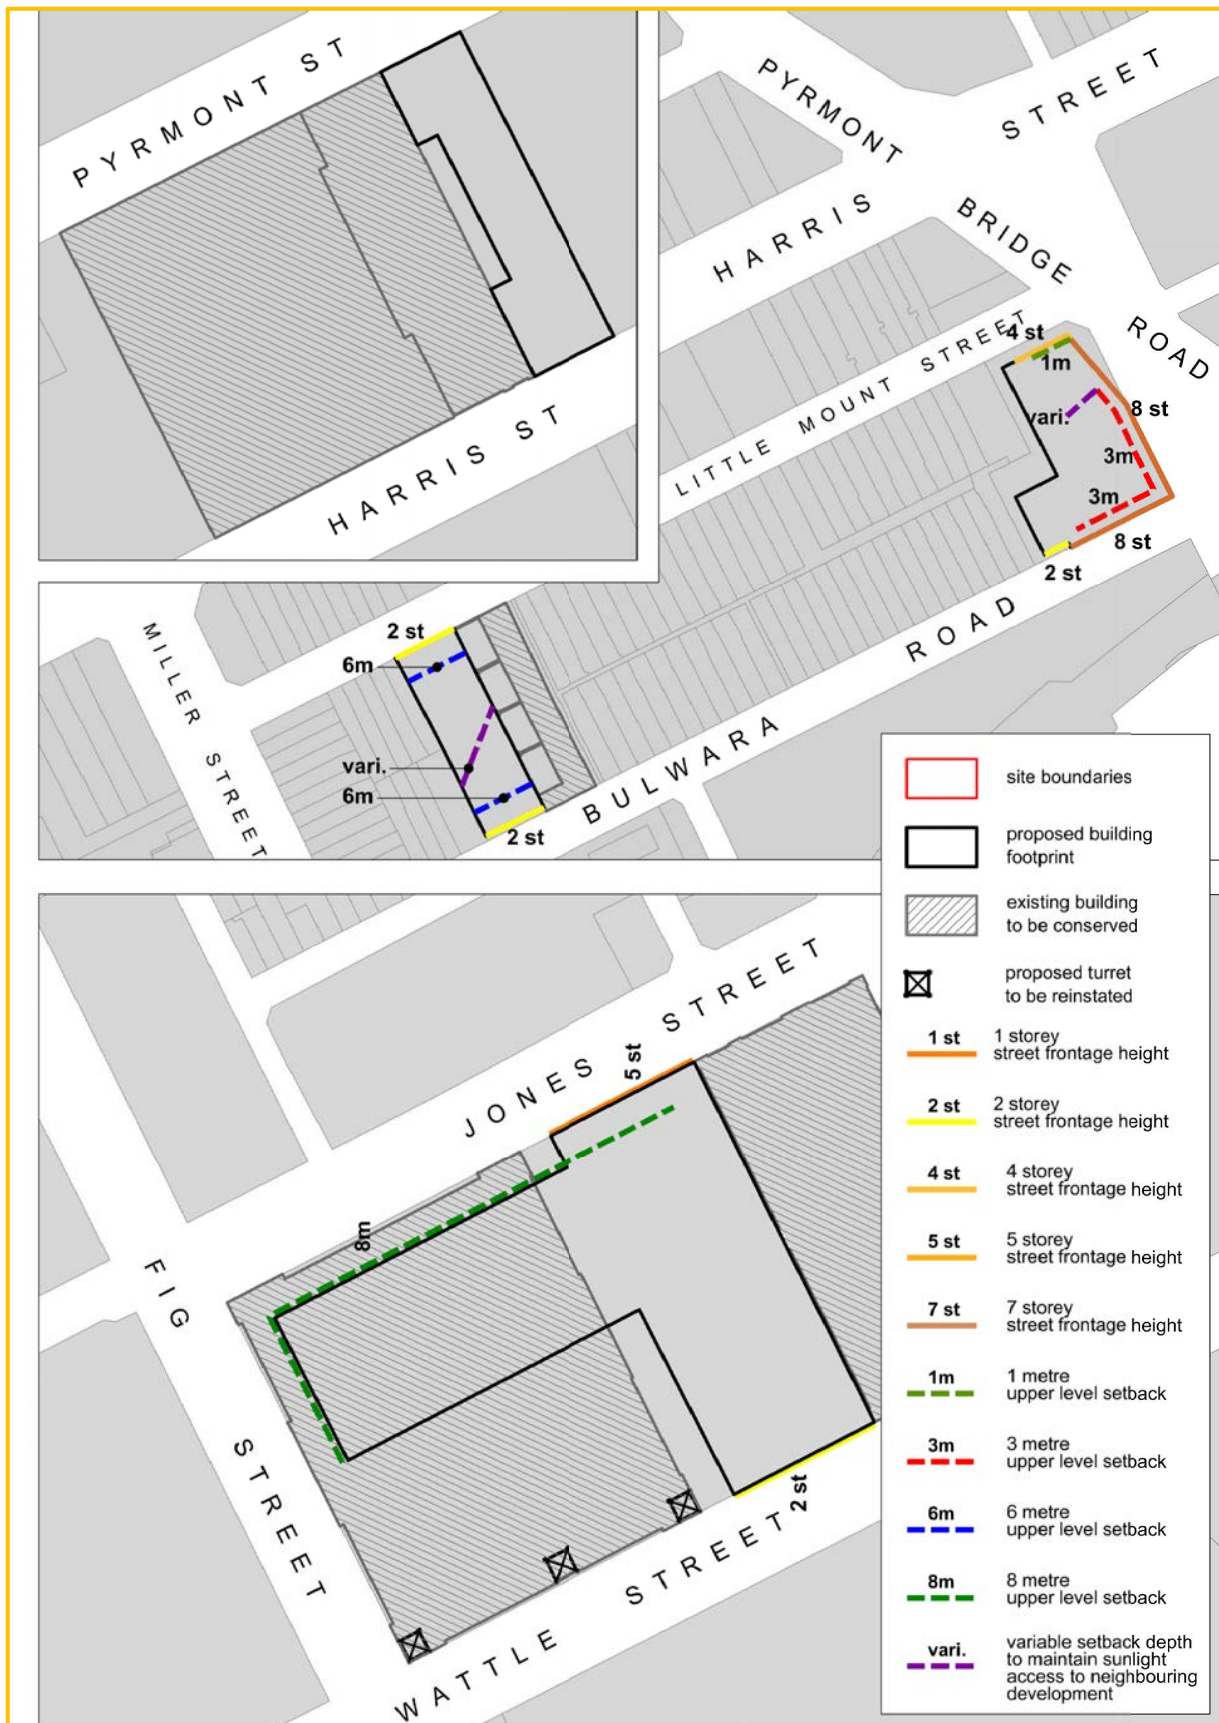 PYRMONT ST
HARRIS ST
PYRMONT
BRIDGE
ROAD
HARRIS STREET
LITTLE MOUNT STREET
4 st
1m
vari.
8 st
3m
3m
8 st
2 st
BULWARA ROAD
MILLER STREET
2 st
6m
vari.
6m
2 st
JONES STREET
5 st
8m
FIG STREET
2 st
WATTLE STREET
site boundaries
proposed building
footprint
existing building
to be conserved
proposed turret
to be reinstated
1 st 1 storey
street frontage height
2 st 2 storey
street frontage height
4 st 4 storey
street frontage height
5 st 5 storey
street frontage height
7 st 7 storey
street frontage height
1m 1 metre
upper level setback
3m 3 metre
upper level setback
6m 6 metre
upper level setback
8m 8 metre
upper level setback
vari. variable setback depth
to maintain sunlight
access to neighbouring
development